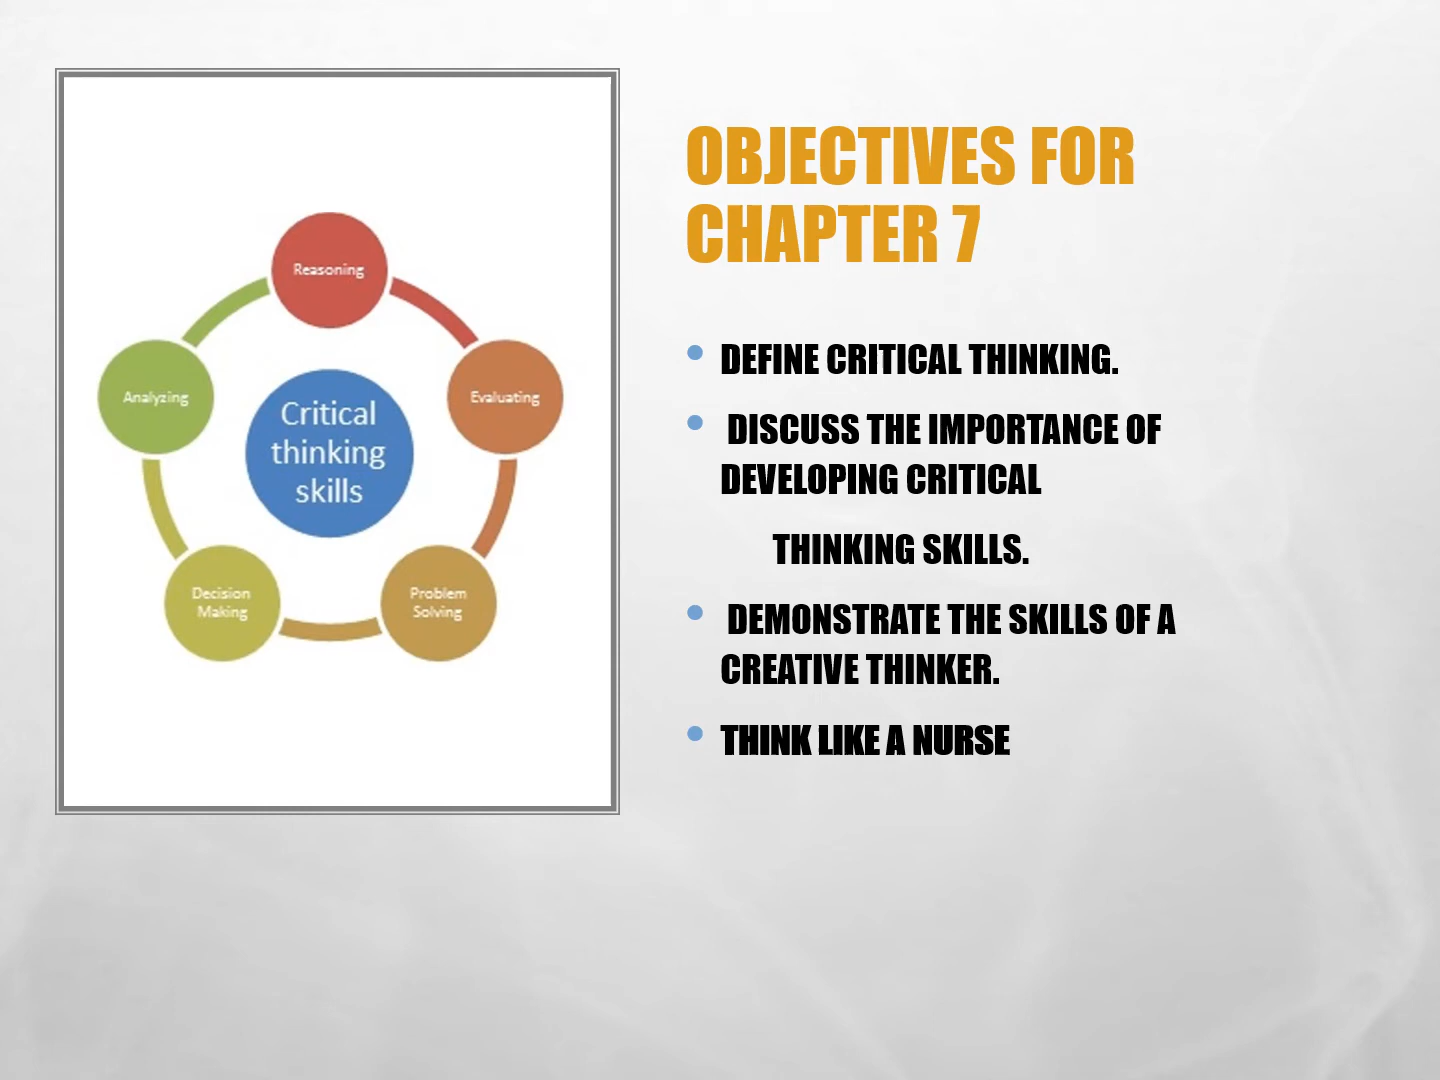 Reasoning
Analyzing
Evaluating
Critical
thinking
skills
Decision
Making
Problem
Solving
OBJECTIVES FOR
CHAPTER 7
• DEFINE CRITICAL THINKING.
• DISCUSS THE IMPORTANCE OF
DEVELOPING CRITICAL
THINKING SKILLS.
• DEMONSTRATE THE SKILLS OF A
CREATIVE THINKER.
• THINK LIKE A NURSE